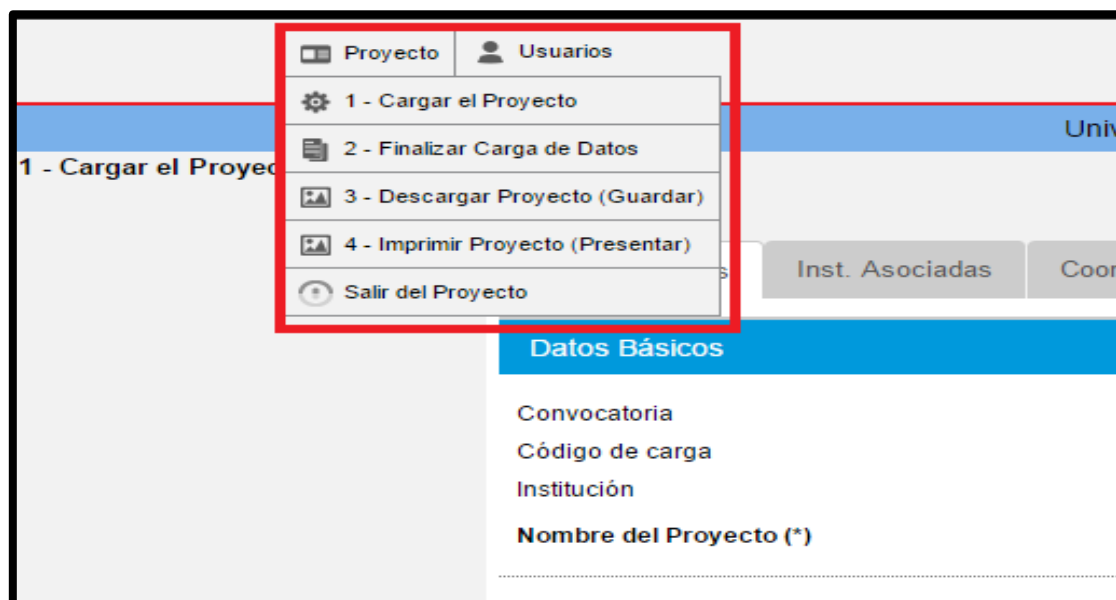 Proyecto Usuarios
1 - Cargar el Proyecto
Univ
2 - Finalizar Carga de Datos
1 - Cargar el Proyec
3 - Descargar Proyecto (Guardar)
4 - Imprimir Proyecto (Presentar)
s Inst. Asociadas Coor
Salir del Proyecto
Datos Básicos
Convocatoria
Código de carga
Institución
Nombre del Proyecto (*)